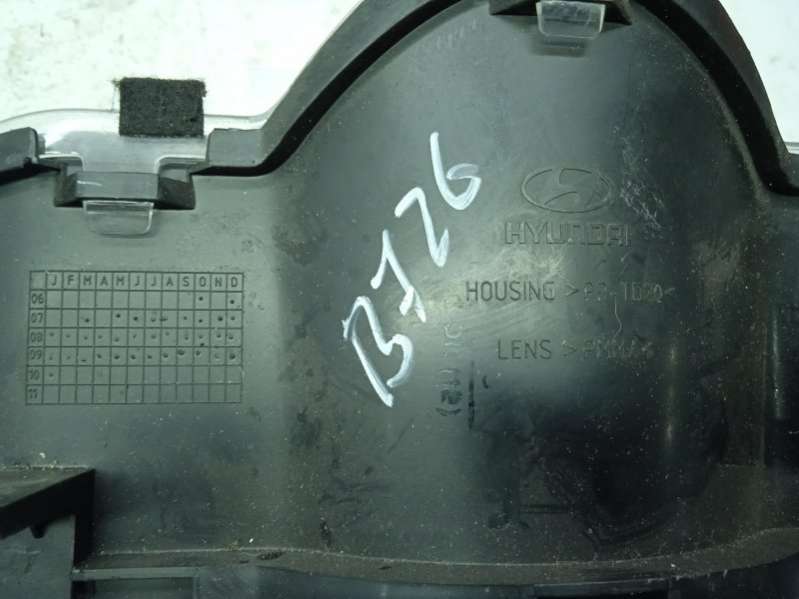 B726
HYUNDAI
HOUSING
LENS
J F M A M J J A S O N D
06
07
08
09
10
11